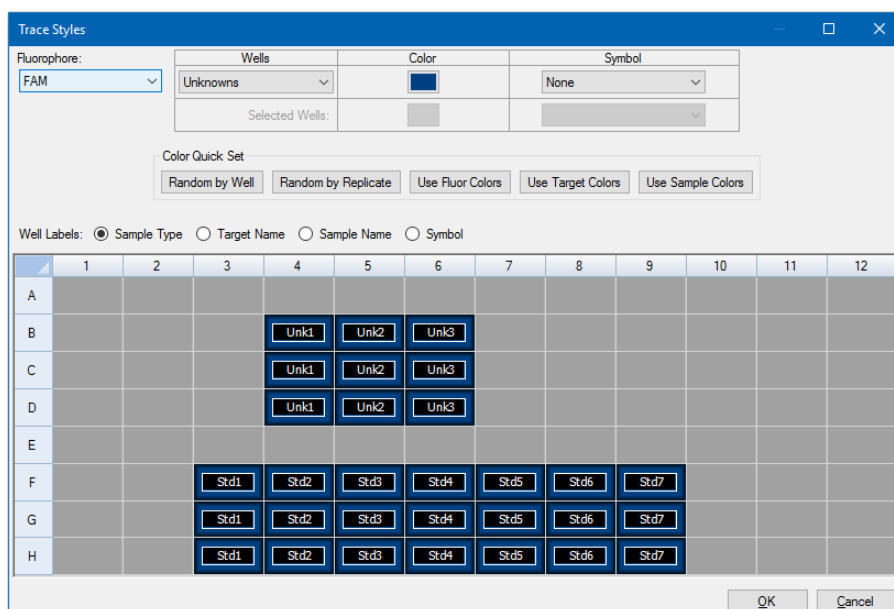 Trace Styles
Fluorophore:
Wells Color Symbol
FAM Unknowns None
Selected Wells:
Color Quick Set
Random by Well Random by Replicate Use Fluor Colors Use Target Colors Use Sample Colors
Well Labels: Sample Type Target Name Sample Name Symbol
1 2 3 4 5 6 7 8 9 10 11 12
A
B Unk1 Unk2 Unk3
C Unk1 Unk2 Unk3
D Unk1 Unk2 Unk3
E
F Std1 Std2 Std3 Std4 Std5 Std6 Std7
G Std1 Std2 Std3 Std4 Std5 Std6 Std7
H Std1 Std2 Std3 Std4 Std5 Std6 Std7
OK Cancel